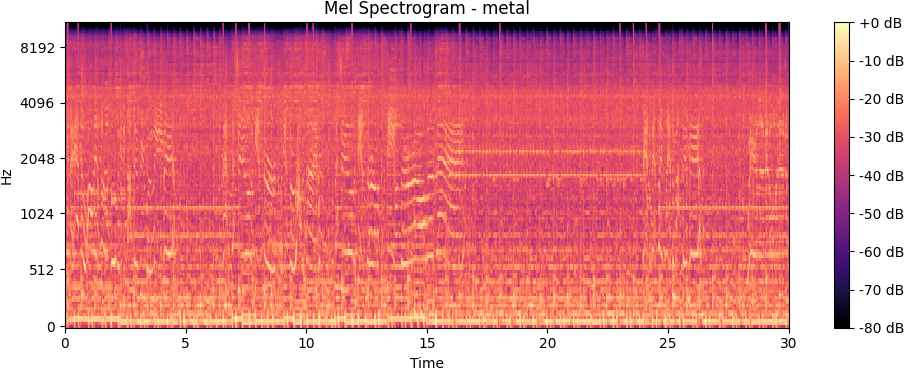 Mel Spectrogram - metal
Hz
8192
4096
2048
1024
512
0
0 5 10 15 20 25 30
Time
+0 dB
-10 dB
-20 dB
-30 dB
-40 dB
-50 dB
-60 dB
-70 dB
-80 dB